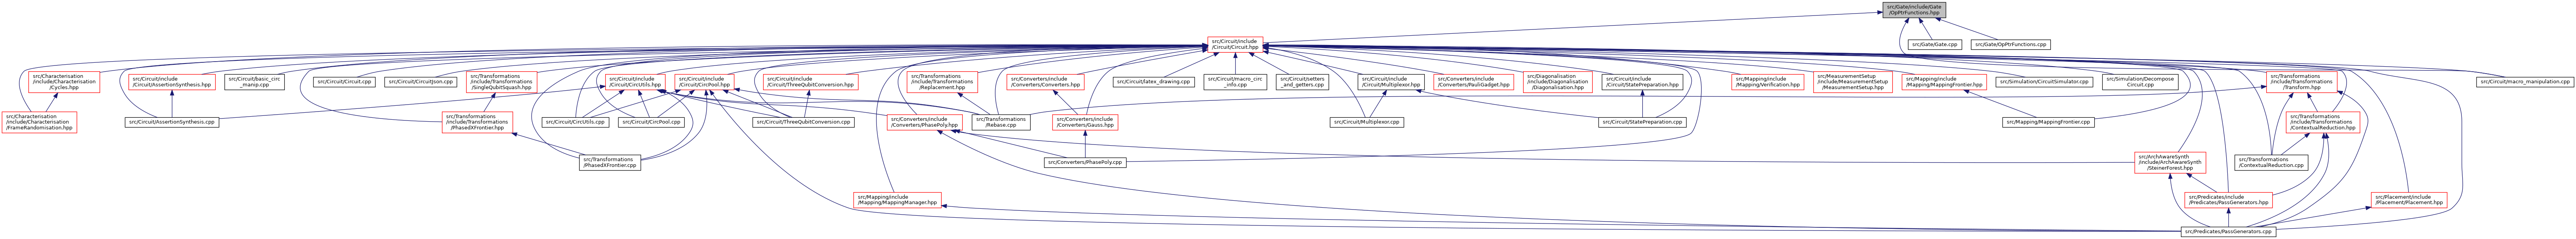 src/Gate/include/Gate
/OpPtrFunctions.hpp
src/Circuit/include
/Circuit/Circuit.hpp
src/Gate/Gate.cpp
src/Gate/OpPtrFunctions.cpp
src/Characterisation
/include/Characterisation
/Cycles.hpp
src/Circuit/include
/Circuit/AssertionSynthesis.hpp
src/Circuit/basic_circ
_manip.cpp
src/Circuit/Circuit.cpp
src/Circuit/CircuitJson.cpp
src/Transformations
/include/Transformations
/SingleQubitSquash.hpp
src/Circuit/include
/Circuit/CircUtils.hpp
src/Circuit/include
/Circuit/CircPool.hpp
src/Circuit/include
/Circuit/ThreeQubitConversion.hpp
src/Transformations
/include/Transformations
/Replacement.hpp
src/Converters/include
/Converters/Converters.hpp
src/Circuit/latex_drawing.cpp
src/Circuit/macro_circ
_info.cpp
src/Circuit/setters
_and_getters.cpp
src/Circuit/include
/Circuit/Multiplexor.hpp
src/Converters/include
/Converters/PauliGadget.hpp
src/Diagonalisation
/include/Diagonalisation
/Diagonalisation.hpp
src/Circuit/include
/Circuit/StatePreparation.hpp
src/Mapping/include
/Mapping/Verification.hpp
src/MeasurementSetup
/include/MeasurementSetup
/MeasurementSetup.hpp
src/Mapping/include
/Mapping/MappingFrontier.hpp
src/Simulation/CircuitSimulator.cpp
src/Simulation/Decompose
Circuit.cpp
src/Transformations
/include/Transformations
/Transform.hpp
src/Circuit/macro_manipulation.cpp
src/Characterisation
/include/Characterisation
/FrameRandomisation.hpp
src/Circuit/AssertionSynthesis.cpp
src/Transformations
/include/Transformations
/PhasedXFrontier.hpp
src/Circuit/CircUtils.cpp
src/Circuit/CircPool.cpp
src/Circuit/ThreeQubitConversion.cpp
src/Converters/include
/Converters/PhasePoly.hpp
src/Transformations
/Rebase.cpp
src/Converters/include
/Converters/Gauss.hpp
src/Circuit/Multiplexor.cpp
src/Circuit/StatePreparation.cpp
src/Mapping/MappingFrontier.cpp
src/Transformations
/include/Transformations
/ContextualReduction.hpp
src/Transformations
/PhasedXFrontier.cpp
src/Converters/PhasePoly.cpp
src/ArchAwareSynth
/include/ArchAwareSynth
/SteinerForest.hpp
src/Transformations
/ContextualReduction.cpp
src/Mapping/include
/Mapping/MappingManager.hpp
src/Predicates/include
/Predicates/PassGenerators.hpp
src/Placement/include
/Placement/Placement.hpp
src/Predicates/PassGenerators.cpp